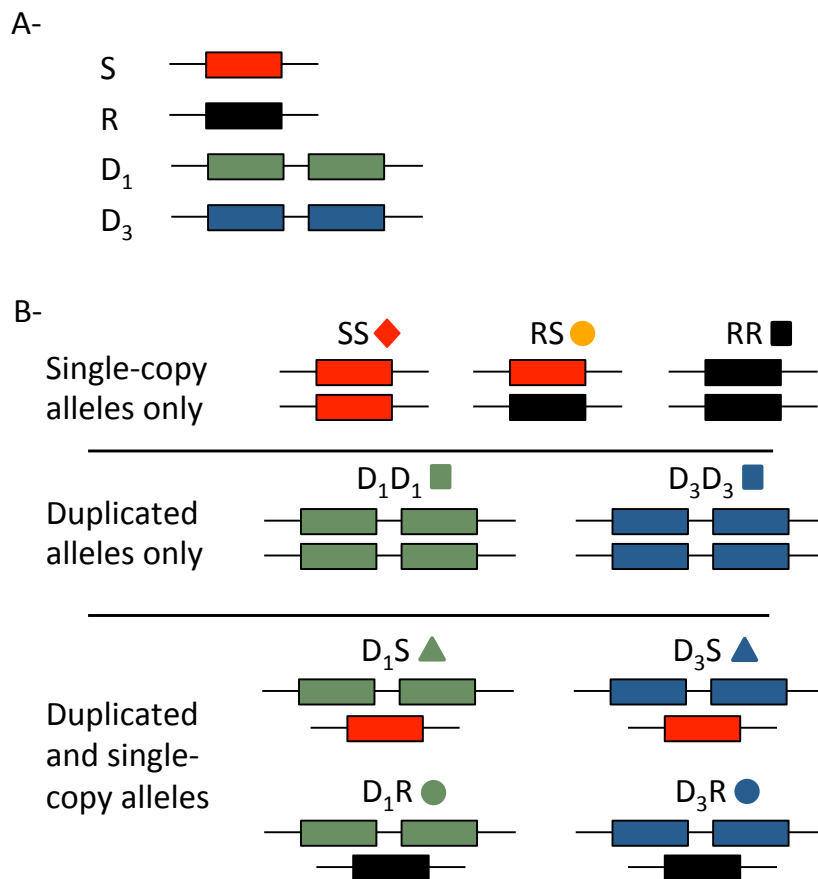 A-
S
R
D₁
D₃
B-
SS RS RR
Single-copy
alleles only
D₁D₁ D₃D₃
Duplicated
alleles only
D₁S D₃S
Duplicated
and single-
copy alleles
D₁R D₃R